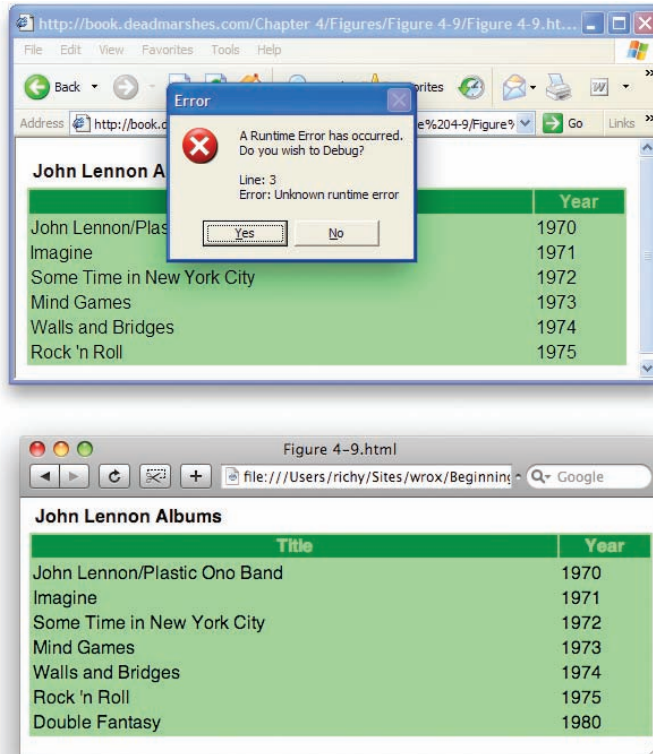 http://book.deadmarshes.com/Chapter 4/Figures/Figure 4-9/Figure 4-9.ht...
File Edit View Favorites Tools Help
Back
Address http://book.d
e%204-9/Figure%
Go Links »
Error
A Runtime Error has occurred.
Do you wish to Debug?
Line: 3
Error: Unknown runtime error
Yes No
John Lennon A
Year
John Lennon/Plas 1970
Imagine 1971
Some Time in New York City 1972
Mind Games 1973
Walls and Bridges 1974
Rock 'n Roll 1975
Figure 4-9.html
file:///Users/richy/Sites/wrox/Beginning
Google
John Lennon Albums
Title Year
John Lennon/Plastic Ono Band 1970
Imagine 1971
Some Time in New York City 1972
Mind Games 1973
Walls and Bridges 1974
Rock 'n Roll 1975
Double Fantasy 1980